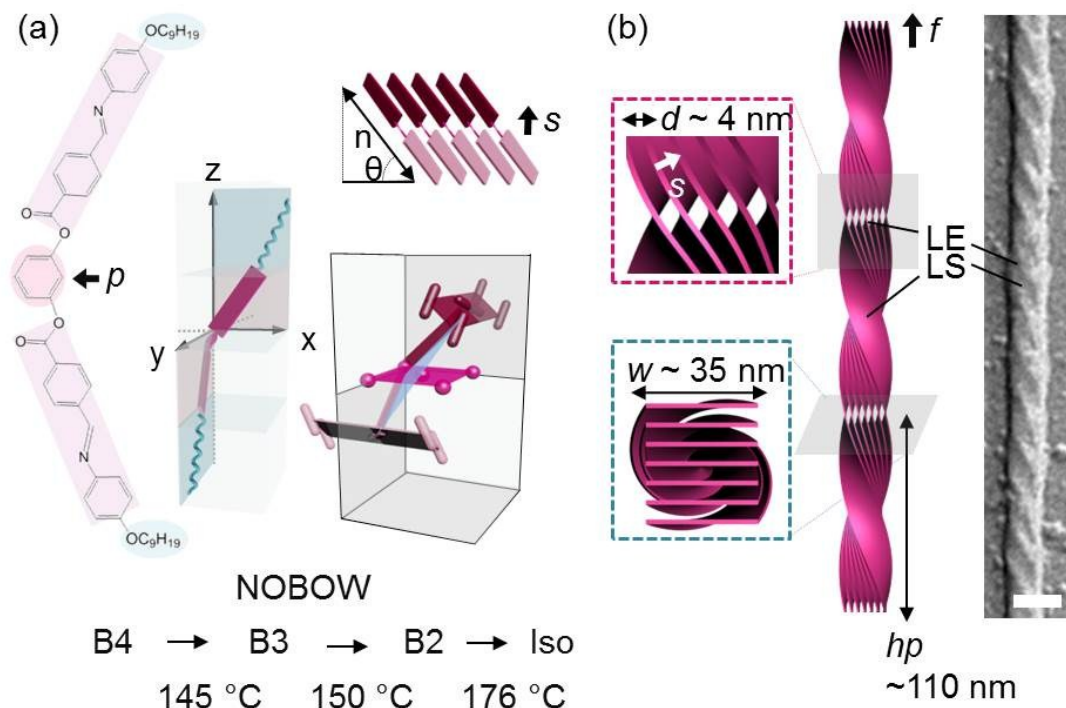 (a)
OC₉H₁₉
N
O
O
p
O
O
N
OC₉H₁₉
z
y
x
n
θ
s
NOBOW
B4 → B3 → B2 → Iso
145 °C 150 °C 176 °C
(b)
f
d ~ 4 nm
s
LE
LS
w ~ 35 nm
hp
~110 nm